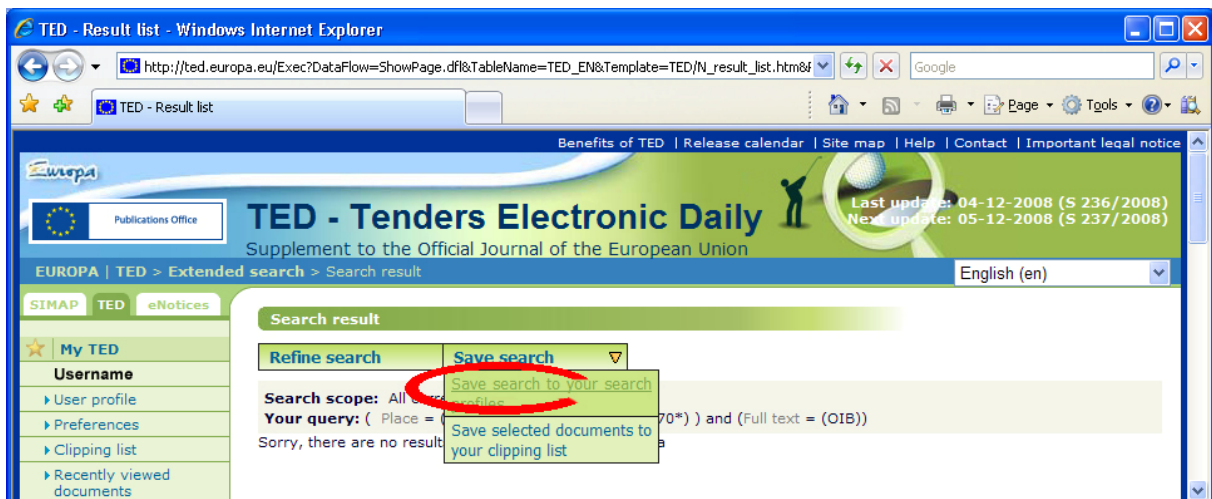 TED - Result list - Windows Internet Explorer
http://ted.europa.eu/Exec?DataFlow=ShowPage.dfl&TableName=TED_EN&Template=TED/N_result_list.htm&
Google
TED - Result list
Page
Tools
Benefits of TED | Release calendar | Site map | Help | Contact | Important legal notice
Europa
Publications Office
TED - Tenders Electronic Daily
Supplement to the Official Journal of the European Union
Last update: 04-12-2008 (S 236/2008)
Next update: 05-12-2008 (S 237/2008)
EUROPA | TED > Extended search > Search result
English (en)
SIMAP TED eNotices
Search result
My TED
Username
User profile
Preferences
Clipping list
Recently viewed
documents
Refine search
Save search
Save search to your search
profiles
Save selected documents to
your clipping list
Search scope: All
Your query: ( Place = ( 70*) ) and (Full text = (OIB))
Sorry, there are no result